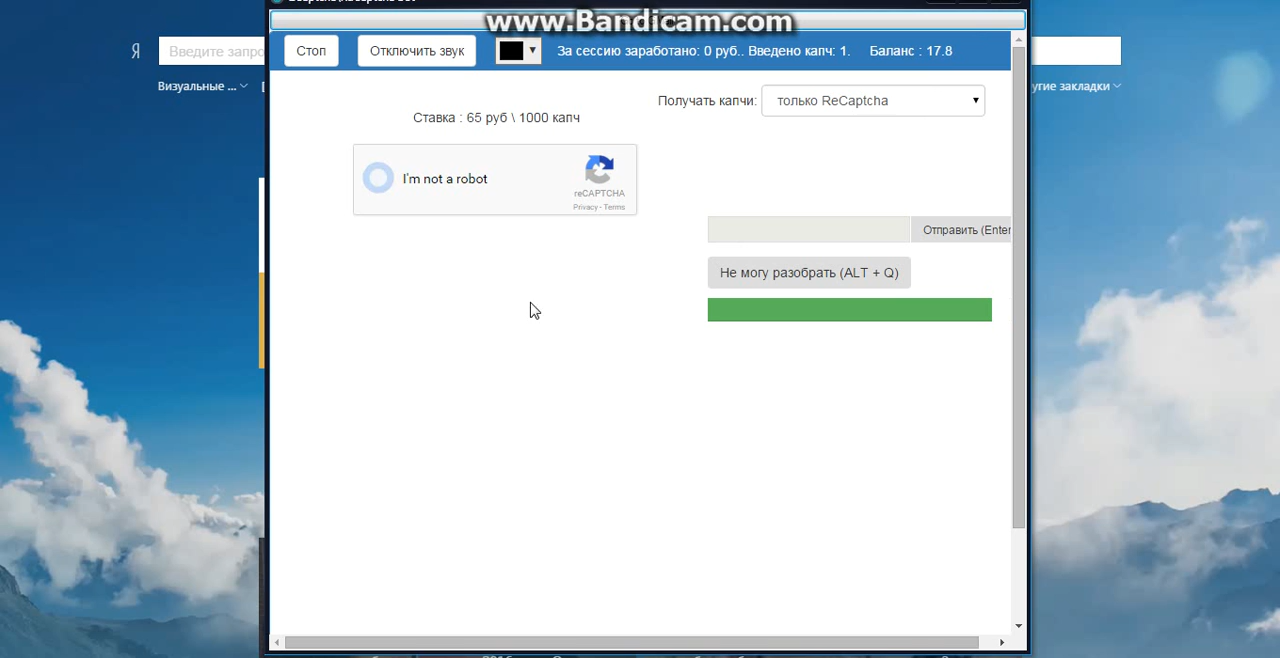 www.Bandicam.com
Я
Введите запро
Визуальные ...
Стоп
Отключить звук
За сессию заработано: 0 руб.. Введено капч: 1.
Баланс : 17.8
угие закладки
Получать капчи:
только ReCaptcha
Ставка : 65 руб \ 1000 капч
I'm not a robot
reCAPTCHA
Privacy - Terms
Отправить (Enter
Не могу разобрать (ALT + Q)